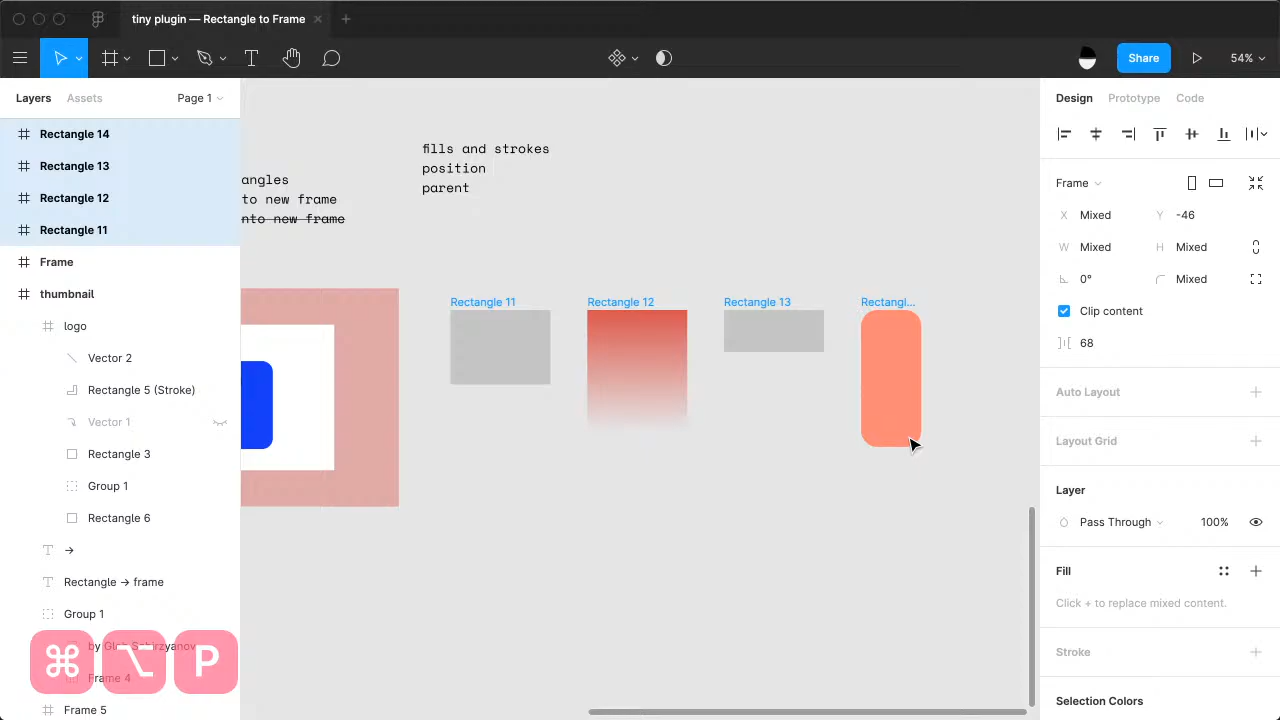 tiny plugin — Rectangle to Frame
Share
54%
Layers
Assets
Page 1
Rectangle 14
Rectangle 13
Rectangle 12
Rectangle 11
Frame
thumbnail
logo
Vector 2
Rectangle 5 (Stroke)
Vector 1
Rectangle 3
Group 1
Rectangle 6
→
Rectangle → frame
Group 1
Frame 4
Frame 5
⌘ ⌥ P
angles
to new frame
nto new frame
fills and strokes
position
parent
Rectangle 11
Rectangle 12
Rectangle 13
Rectangl...
Design
Prototype
Code
Frame
X Mixed
Y -46
W Mixed
H Mixed
0°
Mixed
Clip content
68
Auto Layout
Layout Grid
Layer
Pass Through
100%
Fill
Click + to replace mixed content.
Stroke
Selection Colors